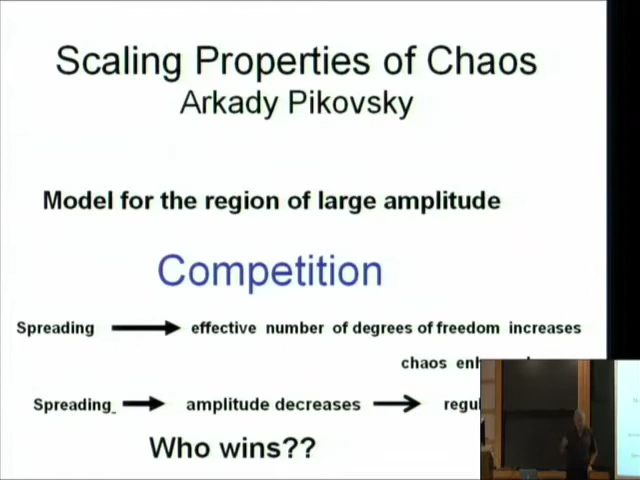 Scaling Properties of Chaos
Arkady Pikovsky
Model for the region of large amplitude
Competition
Spreading effective number of degrees of freedom increases
chaos
Spreading_ amplitude decreases
Who wins??